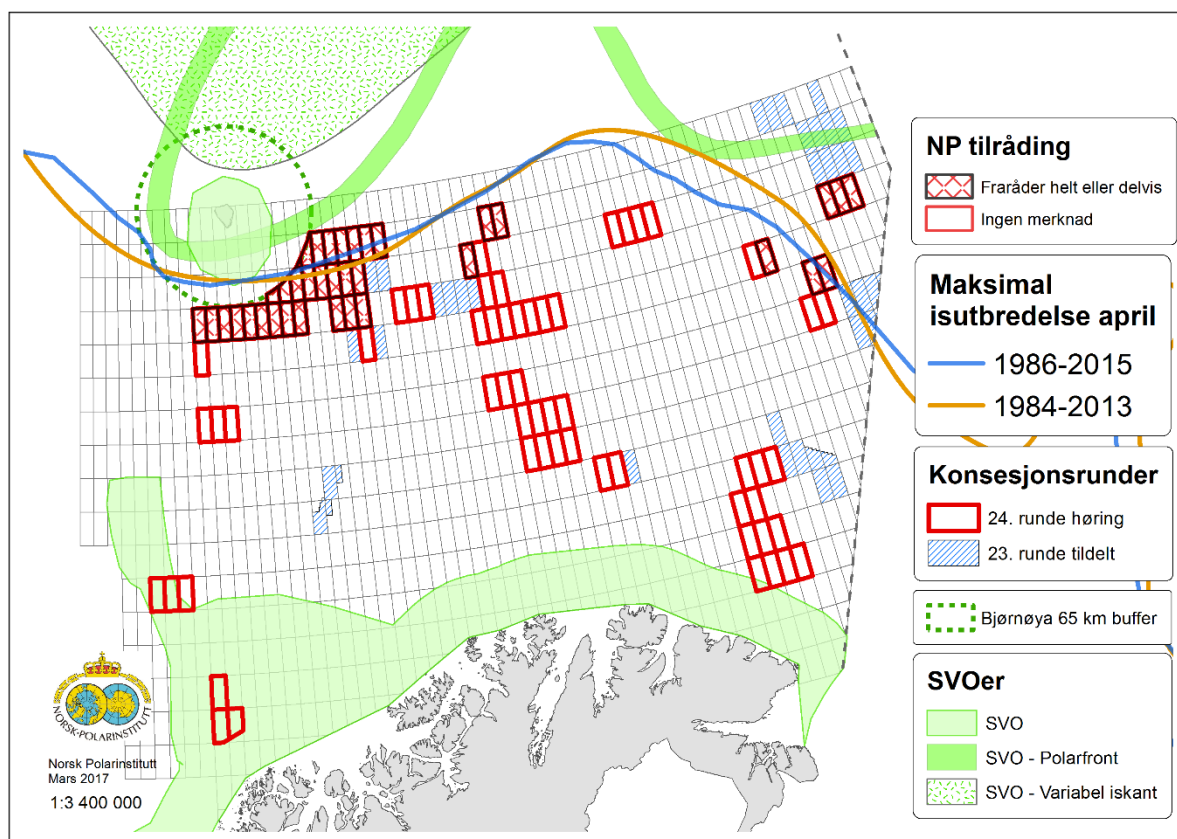 NP tilråding
Fraråder helt eller delvis
Ingen merknad
Maksimal
isutbredelse april
1986-2015
1984-2013
Konsesjonsrunder
24. runde høring
23. runde tildelt
Bjørnøya 65 km buffer
SVOer
SVO
SVO - Polarfront
SVO - Variabel iskant
NORSK-POLARINSTITUTT
Norsk Polarinstitutt
Mars 2017
1:3 400 000